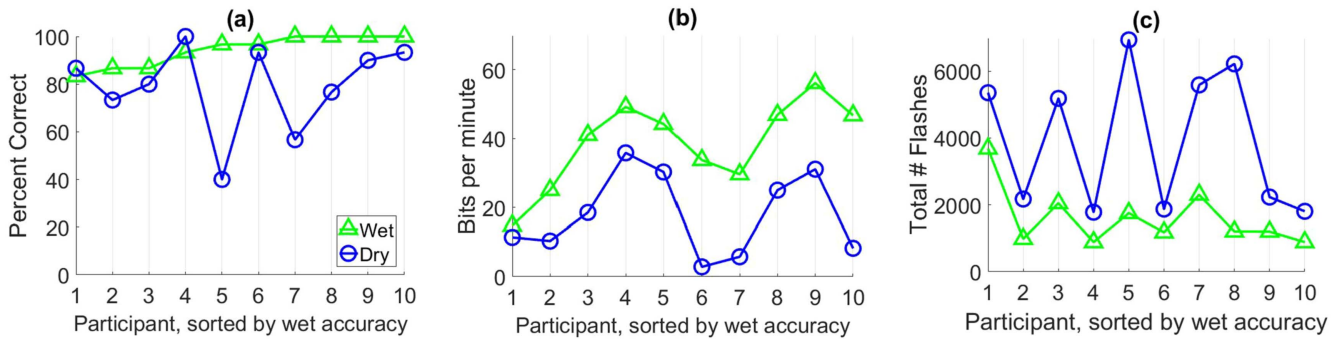 (a)
Percent Correct
100
80
60
40
20
0
Wet
Dry
1 2 3 4 5 6 7 8 9 10
Participant, sorted by wet accuracy
(b)
Bits per minute
60
40
20
0
1 2 3 4 5 6 7 8 9 10
Participant, sorted by wet accuracy
(c)
Total # Flashes
6000
4000
2000
0
1 2 3 4 5 6 7 8 9 10
Participant, sorted by wet accuracy